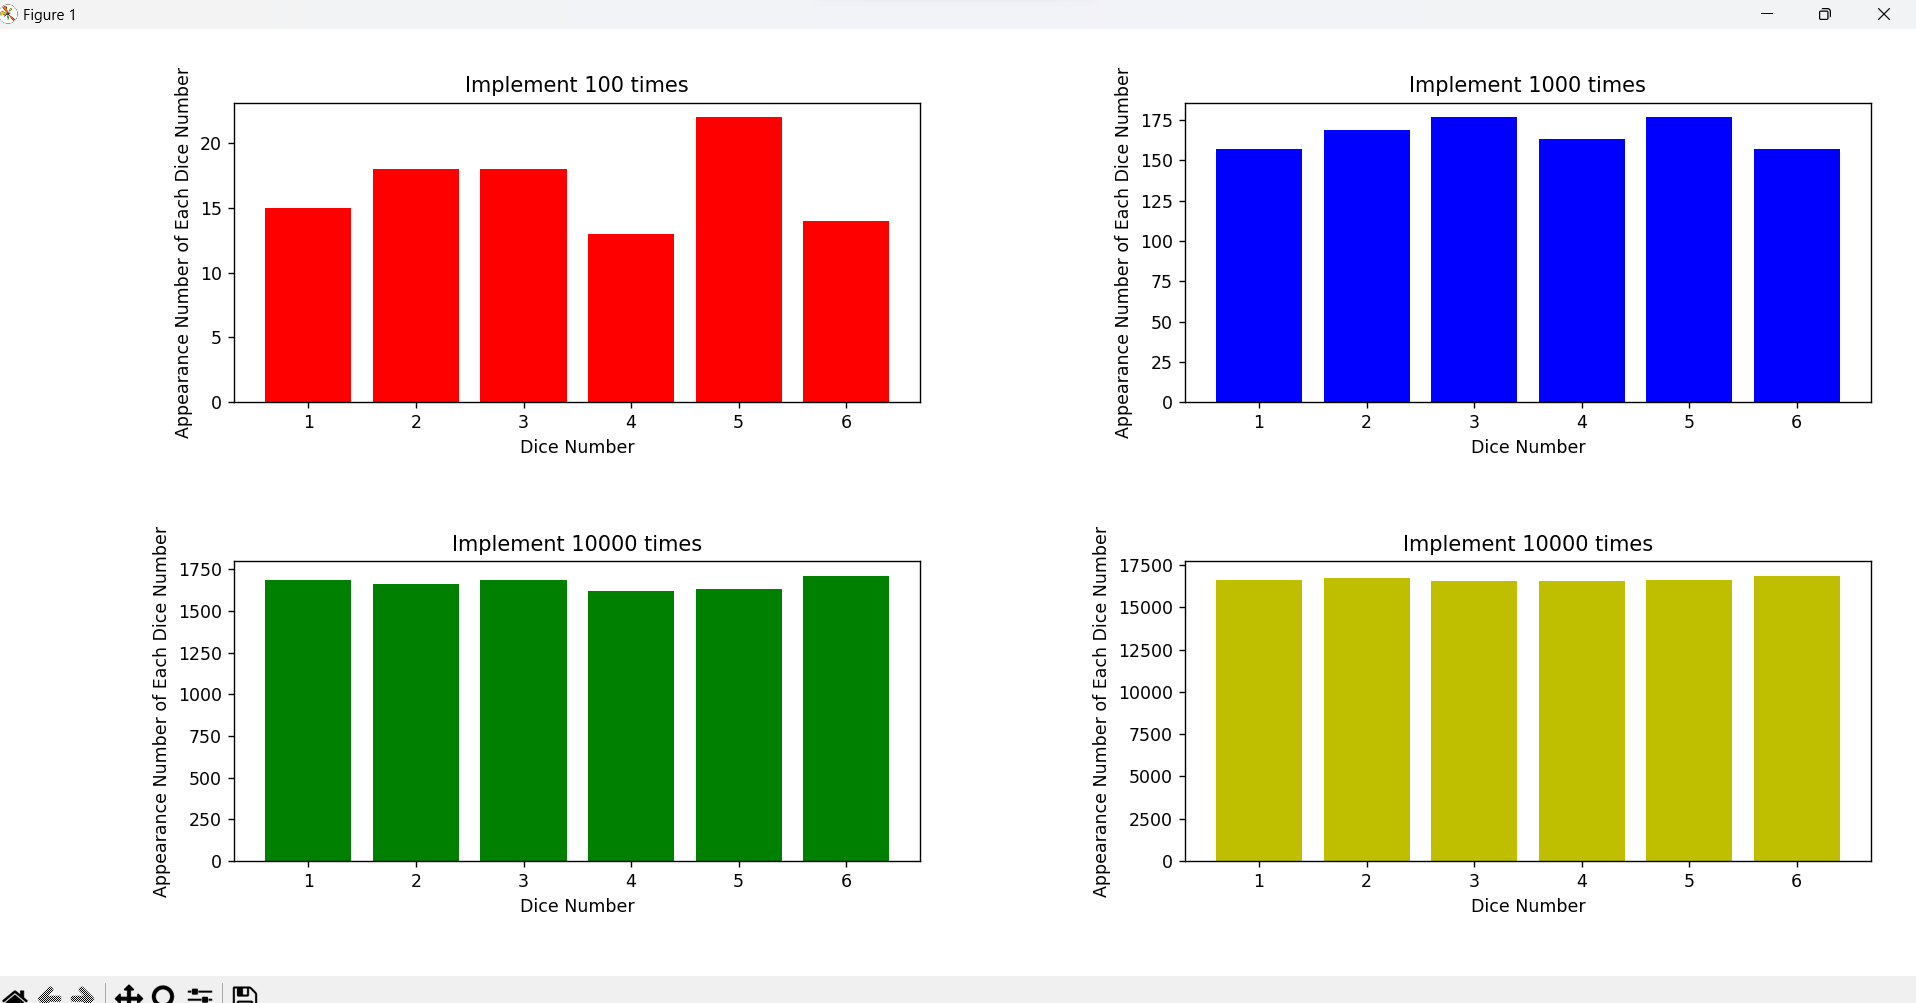 Figure 1
Implement 100 times
Appearance Number of Each Dice Number
20
15
10
5
0
1 2 3 4 5 6
Dice Number
Implement 1000 times
Appearance Number of Each Dice Number
175
150
125
100
75
50
25
0
1 2 3 4 5 6
Dice Number
Implement 10000 times
Appearance Number of Each Dice Number
1750
1500
1250
1000
750
500
250
0
1 2 3 4 5 6
Dice Number
Implement 10000 times
Appearance Number of Each Dice Number
17500
15000
12500
10000
7500
5000
2500
0
1 2 3 4 5 6
Dice Number